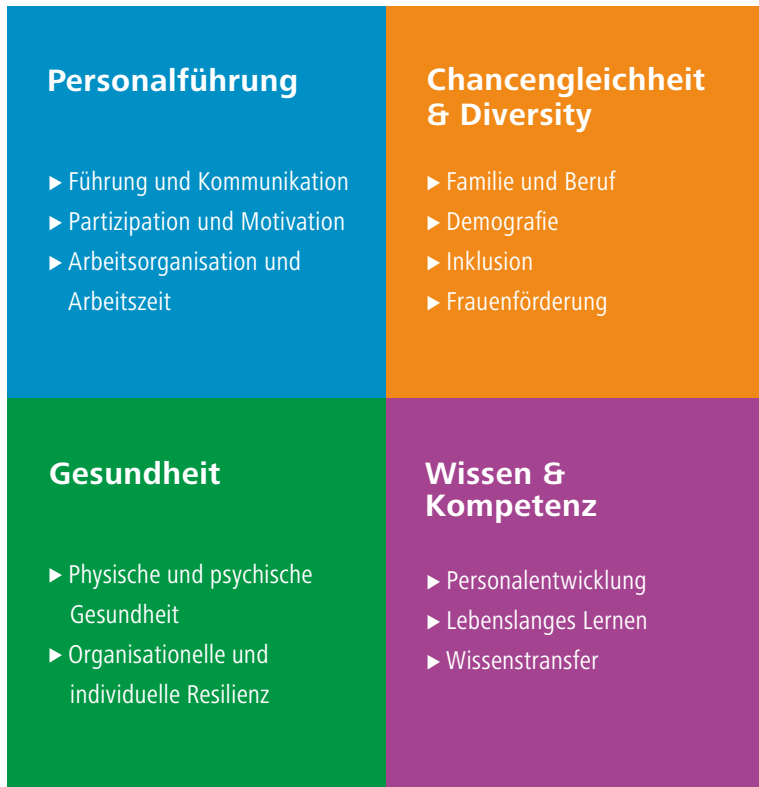 Personalführung
▶ Führung und Kommunikation
▶ Partizipation und Motivation
▶ Arbeitsorganisation und
Arbeitszeit
Chancengleichheit
& Diversity
▶ Familie und Beruf
▶ Demografie
▶ Inklusion
▶ Frauenförderung
Gesundheit
▶ Physische und psychische
Gesundheit
▶ Organisationelle und
individuelle Resilienz
Wissen &
Kompetenz
▶ Personalentwicklung
▶ Lebenslanges Lernen
▶ Wissenstransfer